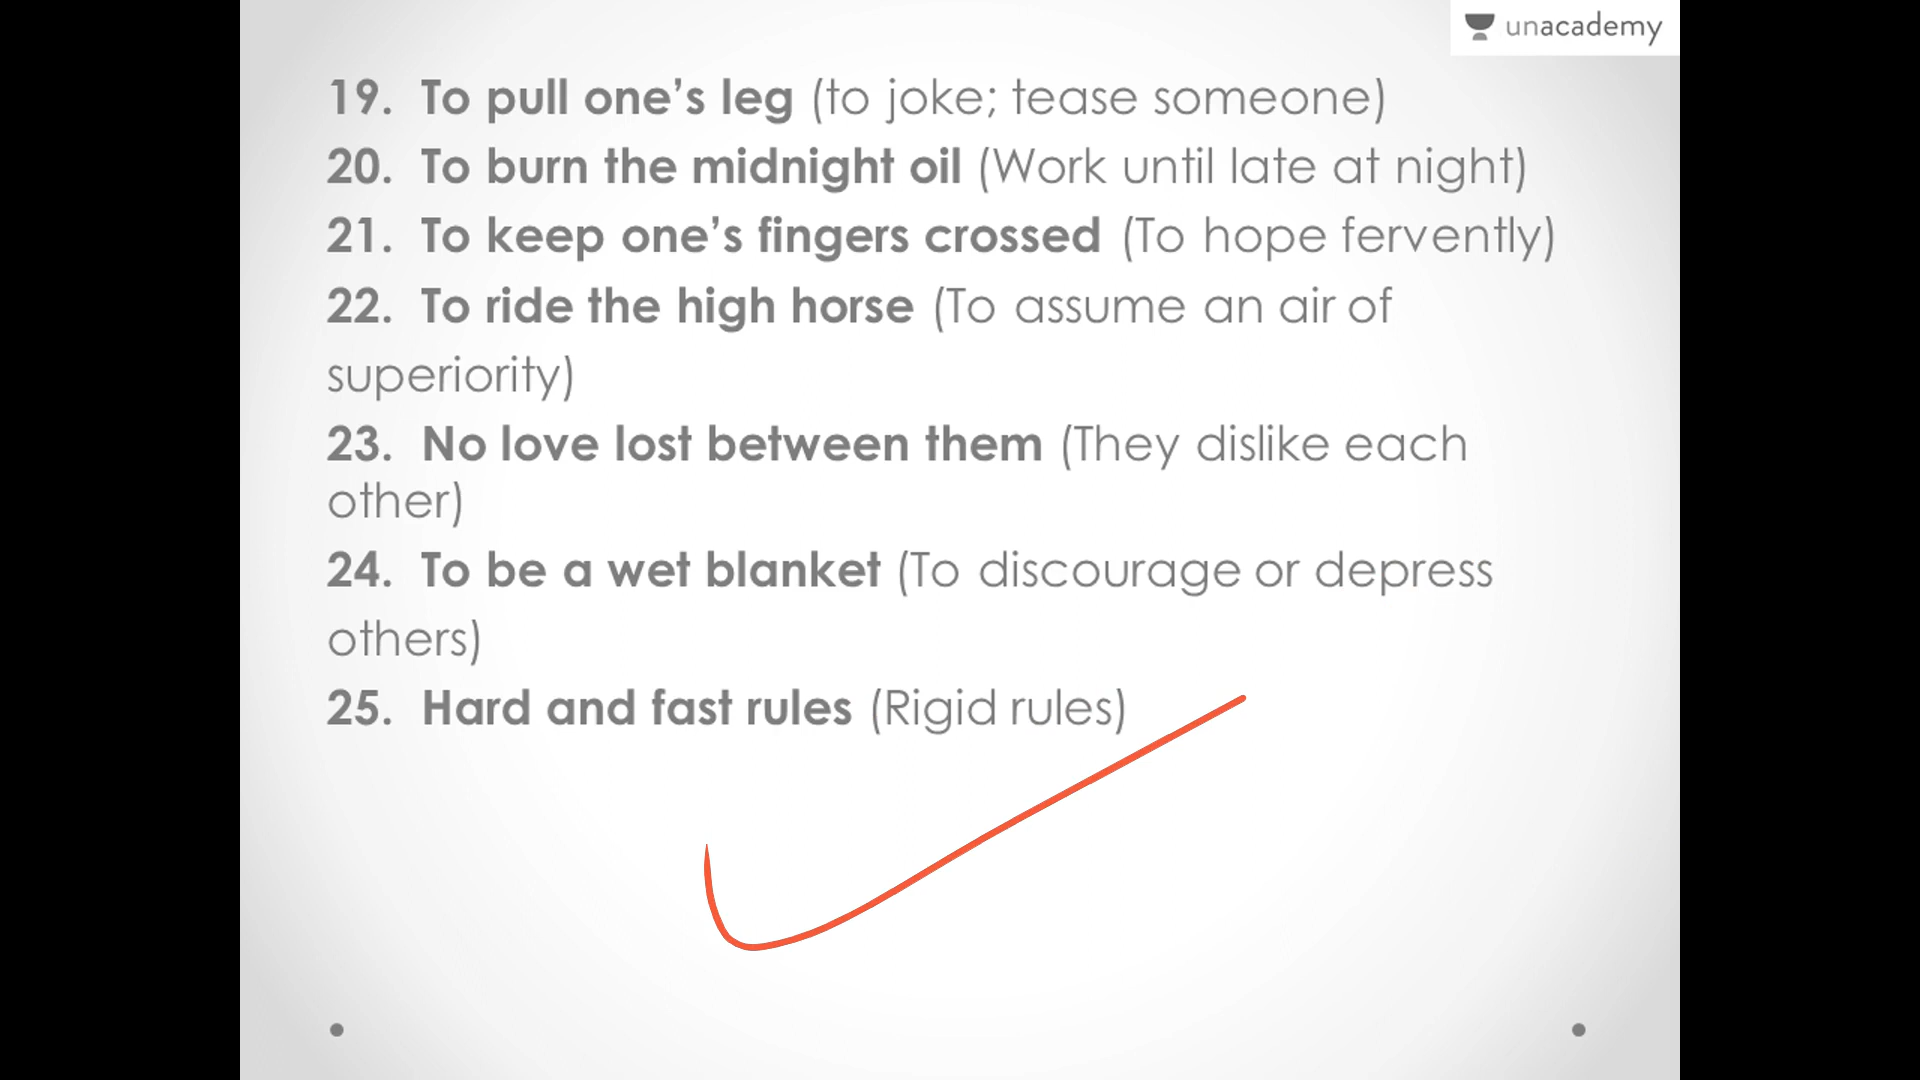 unacademy
19. To pull one’s leg (to joke; tease someone)
20. To burn the midnight oil (Work until late at night)
21. To keep one’s fingers crossed (To hope fervently)
22. To ride the high horse (To assume an air of
superiority)
23. No love lost between them (They dislike each
other)
24. To be a wet blanket (To discourage or depress
others)
25. Hard and fast rules (Rigid rules)